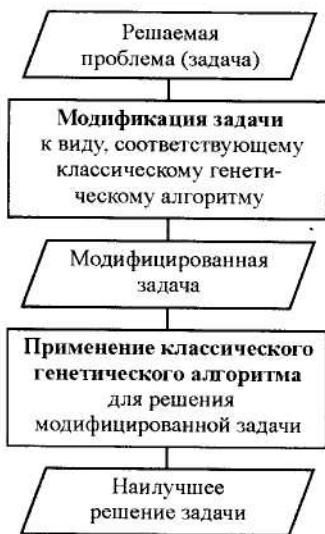 Решаемая
проблема (задача)
Модификация задачи
к виду, соответствующему
классическому генети-
ческому алгоритму
Модифицированная
задача
Применение классического
генетического алгоритма
для решения
модифицированной задачи
Наилучшее
решение задачи